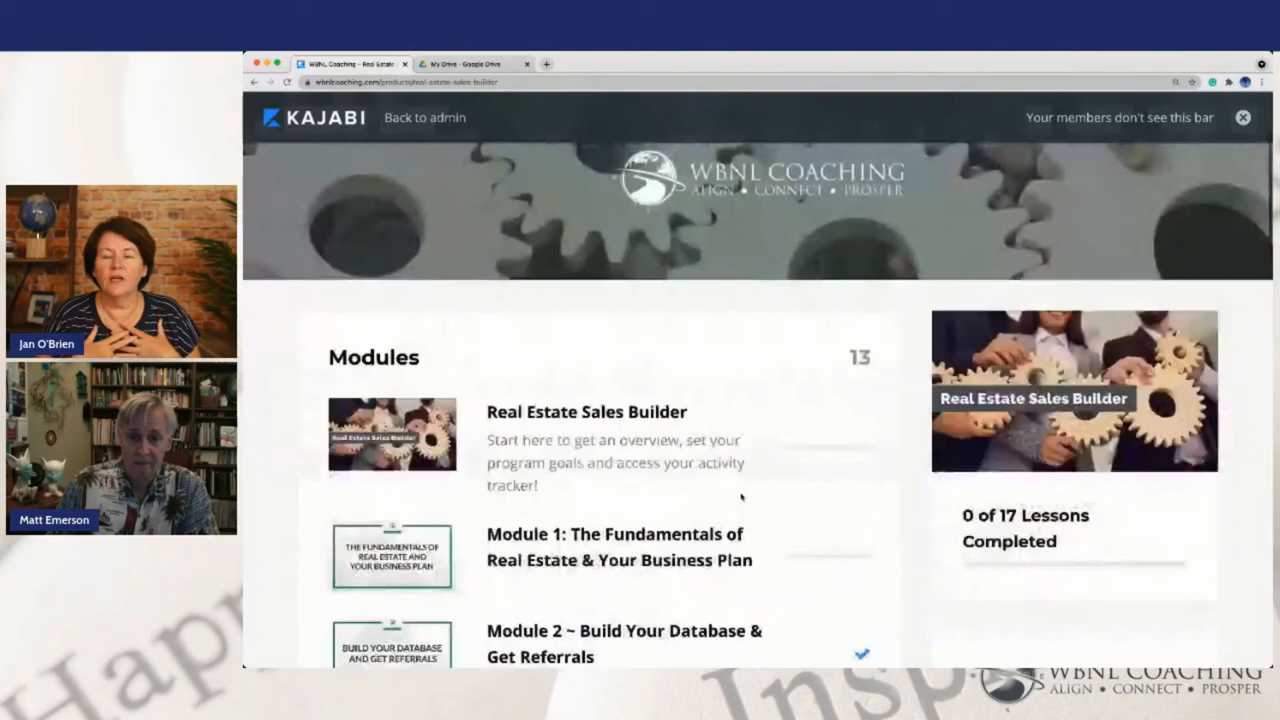 WBNL Coaching - Real Estate
My Drive - Google Drive
wbnlcoaching.com/products/real-estate-sales-builder
KAJABI
Back to admin
Your members don't see this bar
WBNL COACHING
ALIGN • CONNECT • PROSPER
Modules
13
Real Estate Sales Builder
Real Estate Sales Builder
Start here to get an overview, set your
program goals and access your activity
tracker!
THE FUNDAMENTALS OF
REAL ESTATE AND
YOUR BUSINESS PLAN
Module 1: The Fundamentals of
Real Estate & Your Business Plan
BUILD YOUR DATABASE
AND GET REFERRALS
Module 2 ~ Build Your Database &
Get Referrals
Real Estate Sales Builder
0 of 17 Lessons
Completed
Jan O'Brien
Matt Emerson
Happ
Insp
WBNL COACHING
ALIGN • CONNECT • PROSPER